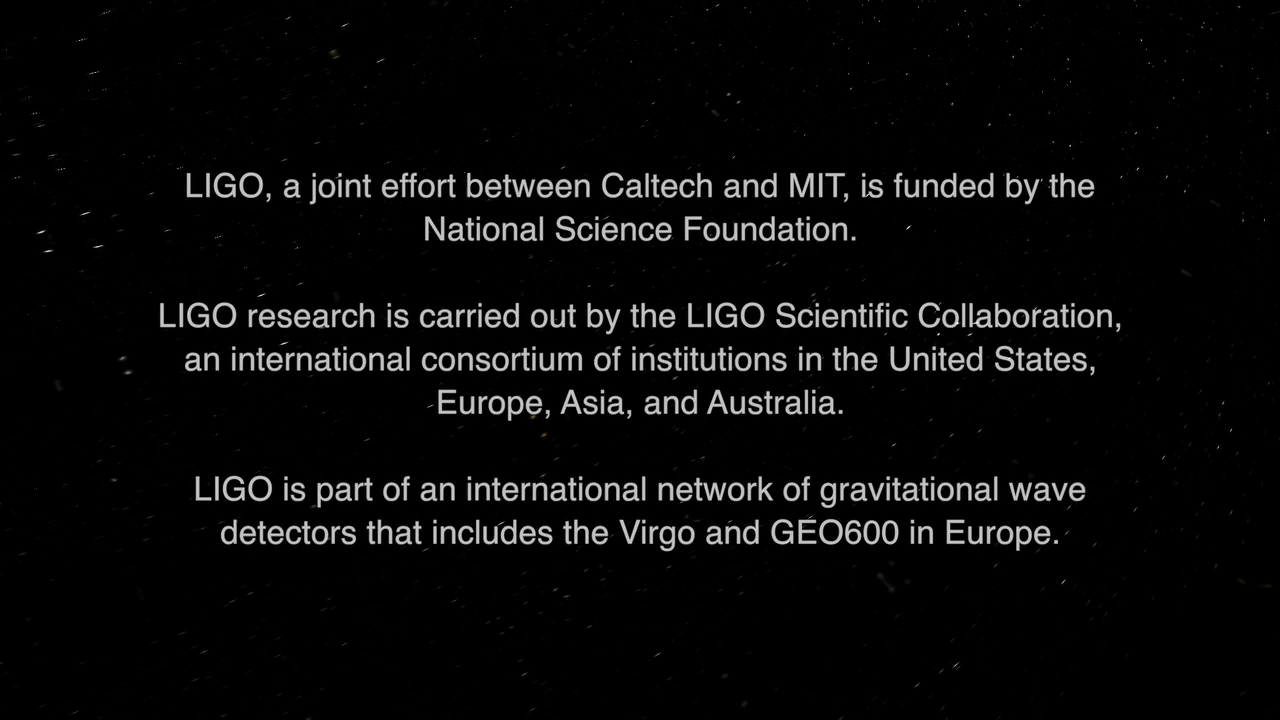 LIGO, a joint effort between Caltech and MIT, is funded by the
National Science Foundation.
LIGO research is carried out by the LIGO Scientific Collaboration,
an international consortium of institutions in the United States,
Europe, Asia, and Australia.
LIGO is part of an international network of gravitational wave
detectors that includes the Virgo and GEO600 in Europe.